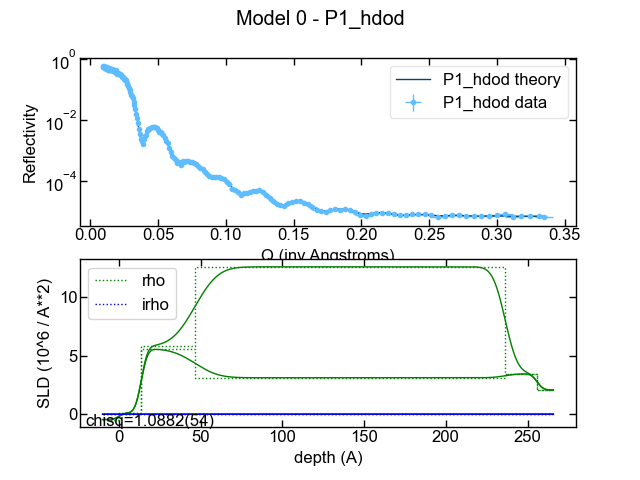 Model 0 - P1_hdod
10^0
10^-2
10^-4
Reflectivity
P1_hdod theory
P1_hdod data
0.00 0.05 0.10 0.15 0.20 0.25 0.30 0.35
Q (inv Angstroms)
SLD (10^6 / A**2)
10
5
0
rho
irho
chisq=1.0882(54)
0 50 100 150 200 250
depth (A)